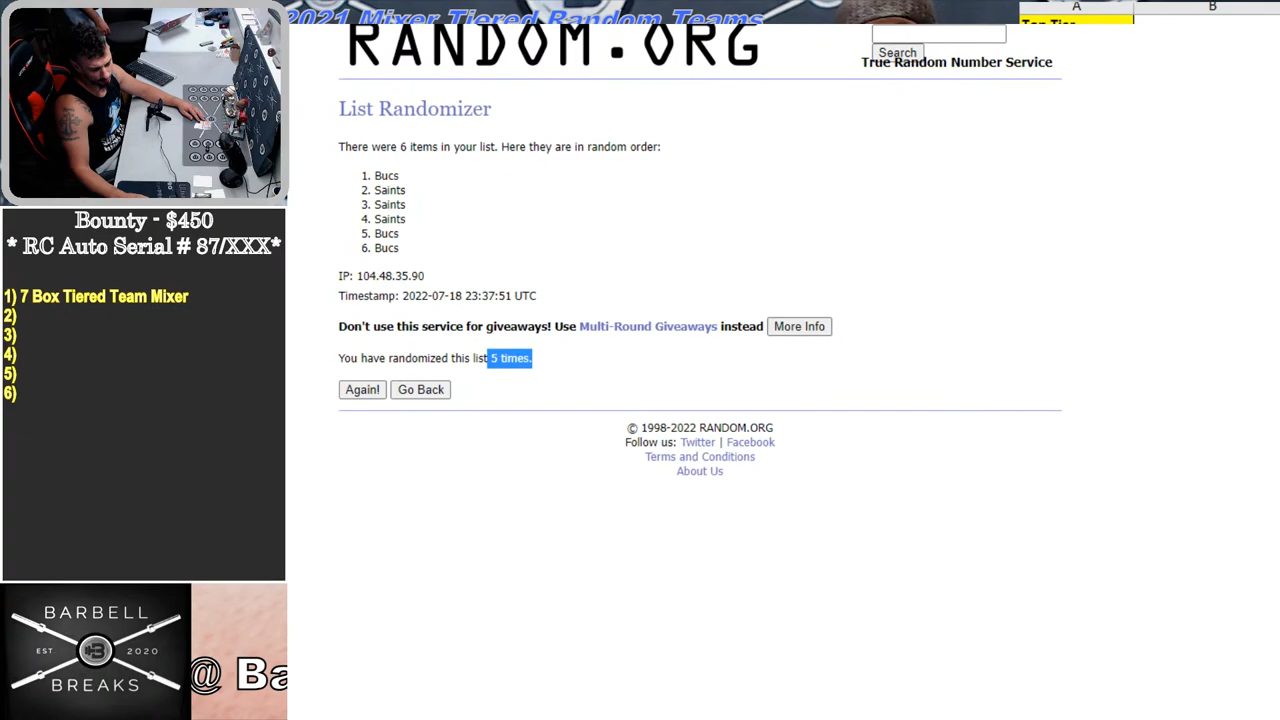 2021 Mixer Tiered Random Teams
A
B
Top Tier
RANDOM.ORG
Search
True Random Number Service
List Randomizer
There were 6 items in your list. Here they are in random order:
1. Bucs
2. Saints
3. Saints
4. Saints
5. Bucs
6. Bucs
IP: 104.48.35.90
Timestamp: 2022-07-18 23:37:51 UTC
Don't use this service for giveaways! Use Multi-Round Giveaways instead More Info
You have randomized this list 5 times.
Again! Go Back
© 1998-2022 RANDOM.ORG
Follow us: Twitter | Facebook
Terms and Conditions
About Us
Bounty - $450
* RC Auto Serial # 87/XXX*
1) 7 Box Tiered Team Mixer
2)
3)
4)
5)
6)
BARBELL
EST. 2020
B
BREAKS
@ Ba